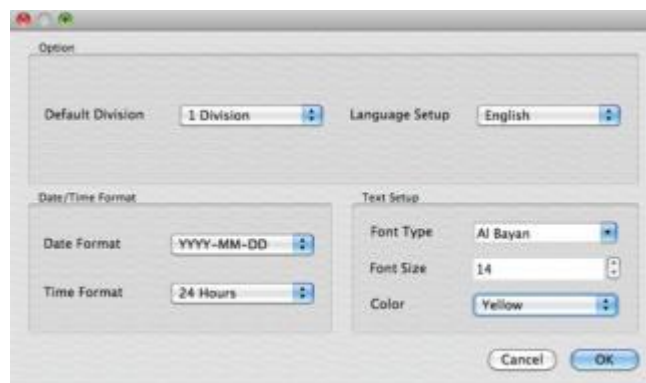 Option
Default Division 1 Division Language Setup English
Date/Time Format Text Setup
Font Type Al Bayan
Date Format YYYY-MM-DD
Font Size 14
Time Format 24 Hours
Color Yellow
Cancel OK